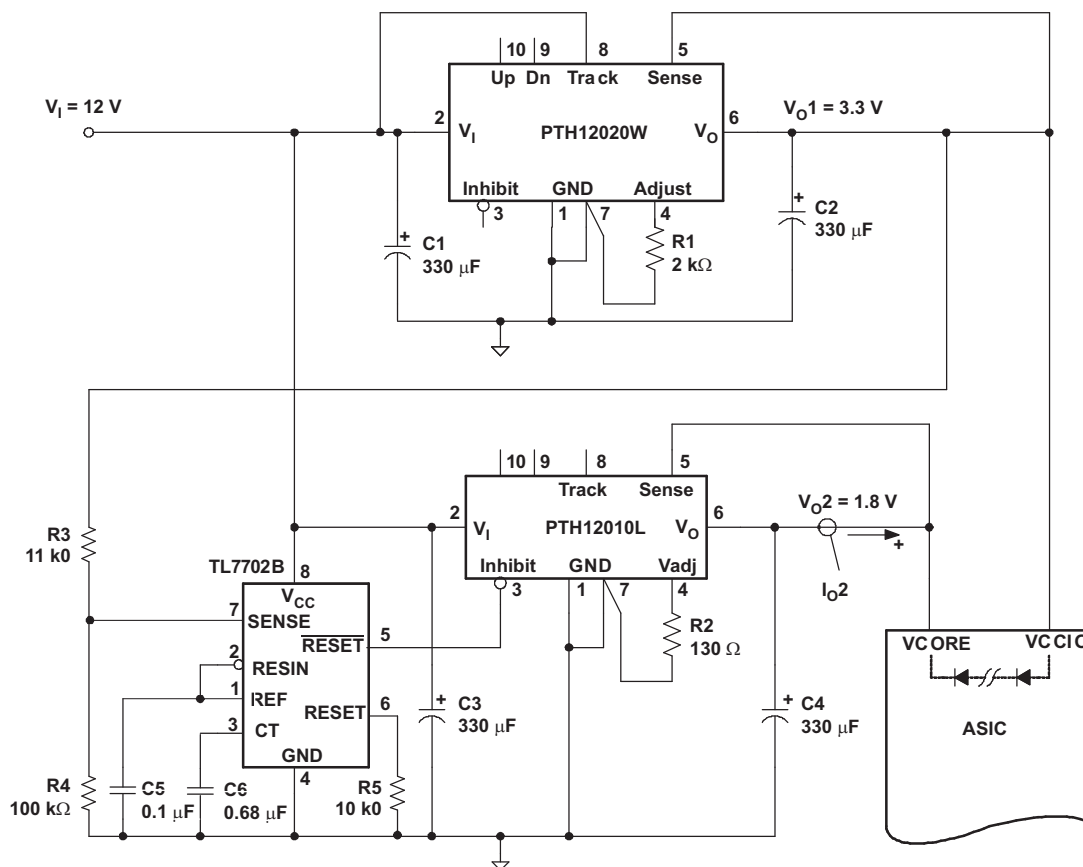 10 9 8 5
Up Dn Track Sense
V_I = 12 V
2 V_I PTH12020W V_O 6
V_O1 = 3.3 V
Inhibit GND Adjust
3 1 7 4
+ C1
330 μF
R1
2 kΩ
+ C2
330 μF
10 9 8 5
Track Sense
2 V_I PTH12010L V_O 6
V_O2 = 1.8 V
+
I_O2
Inhibit GND Vadj
3 1 7 4
R2
130 Ω
R3
11 k0
TL7702B
8
V_CC
7 SENSE
RESET 5
2 RESIN
1 REF
RESET 6
3 CT
GND
4
+ C3
330 μF
+ C4
330 μF
R4
100 kΩ
C5
0.1 μF
C6
0.68 μF
R5
10 k0
VCORE VCCIO
ASIC